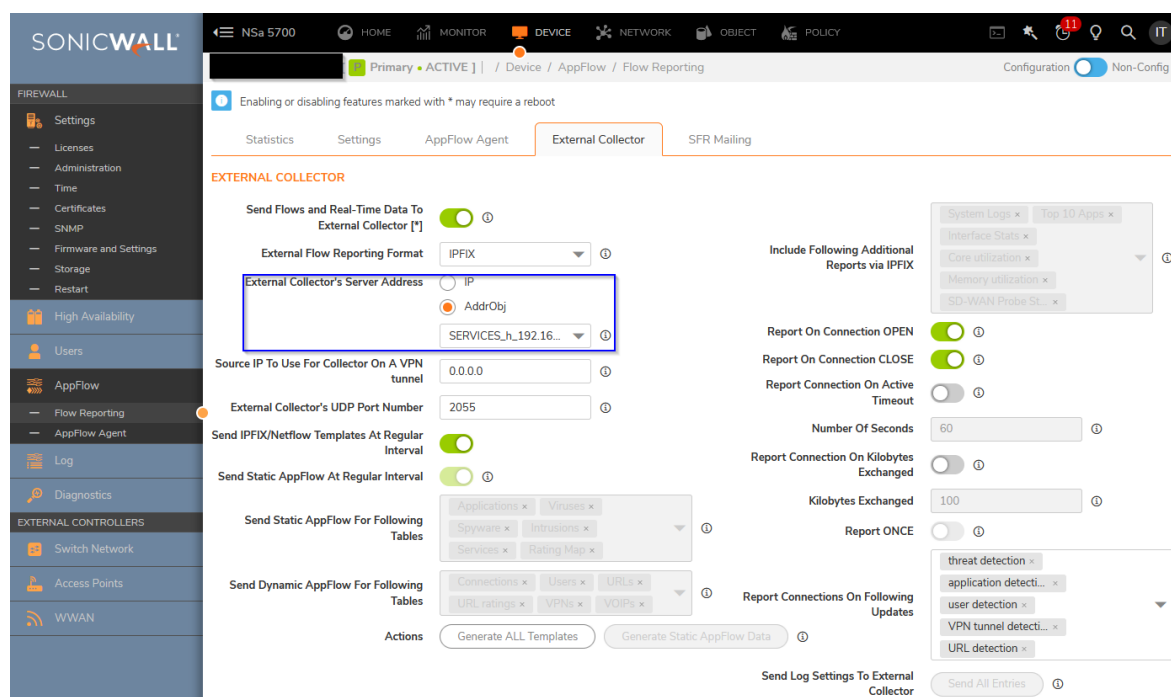 SONICWALL
NSa 5700
HOME
MONITOR
DEVICE
NETWORK
OBJECT
POLICY
11
IT
P Primary • ACTIVE ] | / Device / AppFlow / Flow Reporting
Configuration
Non-Config
FIREWALL
Settings
Licenses
Administration
Time
Certificates
SNMP
Firmware and Settings
Storage
Restart
High Availability
Users
AppFlow
Flow Reporting
AppFlow Agent
Log
Diagnostics
EXTERNAL CONTROLLERS
Switch Network
Access Points
WWAN
Enabling or disabling features marked with * may require a reboot
Statistics
Settings
AppFlow Agent
External Collector
SFR Mailing
EXTERNAL COLLECTOR
Send Flows and Real-Time Data To
External Collector [*]
External Flow Reporting Format
IPFIX
External Collector's Server Address
IP
AddrObj
SERVICES_h_192.16...
Source IP To Use For Collector On A VPN
tunnel
0.0.0.0
External Collector's UDP Port Number
2055
Send IPFIX/Netflow Templates At Regular
Interval
Send Static AppFlow At Regular Interval
Send Static AppFlow For Following
Tables
Applications × Viruses ×
Spyware × Intrusions ×
Services × Rating Map ×
Send Dynamic AppFlow For Following
Tables
Connections × Users × URLs ×
URL ratings × VPNs × VOIPs ×
Actions
Generate ALL Templates
Generate Static AppFlow Data
Include Following Additional
Reports via IPFIX
System Logs × Top 10 Apps ×
Interface Stats ×
Core utilization ×
Memory utilization ×
SD-WAN Probe St... ×
Report On Connection OPEN
Report On Connection CLOSE
Report Connection On Active
Timeout
Number Of Seconds
60
Report Connection On Kilobytes
Exchanged
Kilobytes Exchanged
100
Report ONCE
Report Connections On Following
Updates
threat detection ×
application detecti... ×
user detection ×
VPN tunnel detecti... ×
URL detection ×
Send Log Settings To External
Collector
Send All Entries